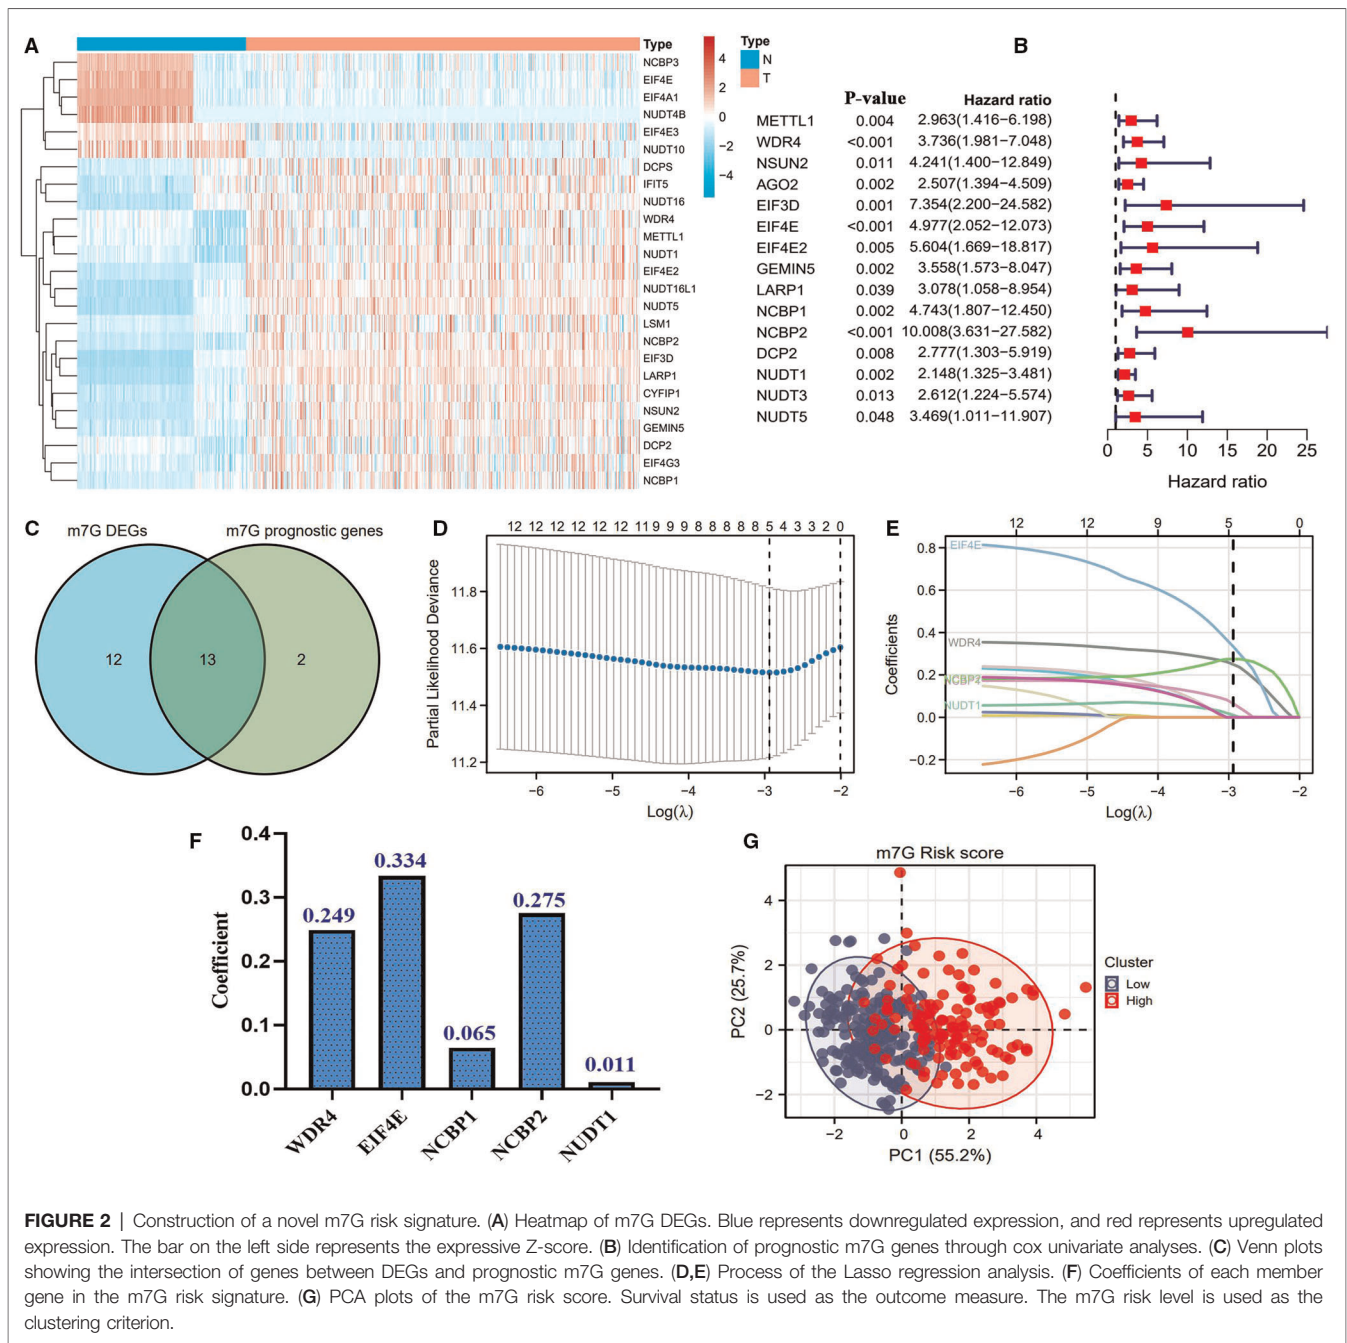 A
Type
NCBP3
EIF4E
EIF4A1
NUDT4B
EIF4E3
NUDT10
DCPS
IFIT5
NUDT16
WDR4
METTL1
NUDT1
EIF4E2
NUDT16L1
NUDT5
LSM1
NCBP2
EIF3D
LARP1
CYFIP1
NSUN2
GEMIN5
DCP2
EIF4G3
NCBP1
4
2
0
−2
−4
Type
N
T
B
P-value Hazard ratio
METTL1 0.004 2.963(1.416−6.198)
WDR4 <0.001 3.736(1.981−7.048)
NSUN2 0.011 4.241(1.400−12.849)
AGO2 0.002 2.507(1.394−4.509)
EIF3D 0.001 7.354(2.200−24.582)
EIF4E <0.001 4.977(2.052−12.073)
EIF4E2 0.005 5.604(1.669−18.817)
GEMIN5 0.002 3.558(1.573−8.047)
LARP1 0.039 3.078(1.058−8.954)
NCBP1 0.002 4.743(1.807−12.450)
NCBP2 <0.001 10.008(3.631−27.582)
DCP2 0.008 2.777(1.303−5.919)
NUDT1 0.002 2.148(1.325−3.481)
NUDT3 0.013 2.612(1.224−5.574)
NUDT5 0.048 3.469(1.011−11.907)
0 5 10 15 20 25
Hazard ratio
C
m7G DEGs m7G prognostic genes
12 13 2
D
12 12 12 12 12 12 11 9 9 9 8 8 8 5 4 3 3 2 0
Partial Likelihood Deviance
11.8
11.6
11.4
11.2
−6 −5 −4 −3 −2
Log(λ)
E
12 12 9 5 0
Coefficients
0.8
0.6
0.4
0.2
0.0
−0.2
EIF4E
WDR4
NCBP2
NCBP1
NUDT1
−6 −5 −4 −3 −2
Log(λ)
F
Coefficient
0.4
0.3
0.2
0.1
0.0
0.249
0.334
0.065
0.275
0.011
WDR4
EIF4E
NCBP1
NCBP2
NUDT1
G
m7G Risk score
PC2 (25.7%)
4
2
0
−2
−2 0 2 4
PC1 (55.2%)
Cluster
Low
High
FIGURE 2 | Construction of a novel m7G risk signature. (A) Heatmap of m7G DEGs. Blue represents downregulated expression, and red represents upregulated
expression. The bar on the left side represents the expressive Z-score. (B) Identification of prognostic m7G genes through cox univariate analyses. (C) Venn plots
showing the intersection of genes between DEGs and prognostic m7G genes. (D,E) Process of the Lasso regression analysis. (F) Coefficients of each member
gene in the m7G risk signature. (G) PCA plots of the m7G risk score. Survival status is used as the outcome measure. The m7G risk level is used as the
clustering criterion.